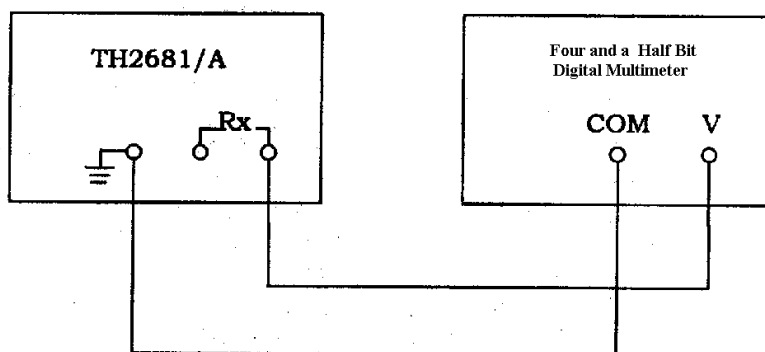 TH2681/A
Rx
Four and a Half Bit
Digital Multimeter
COM V